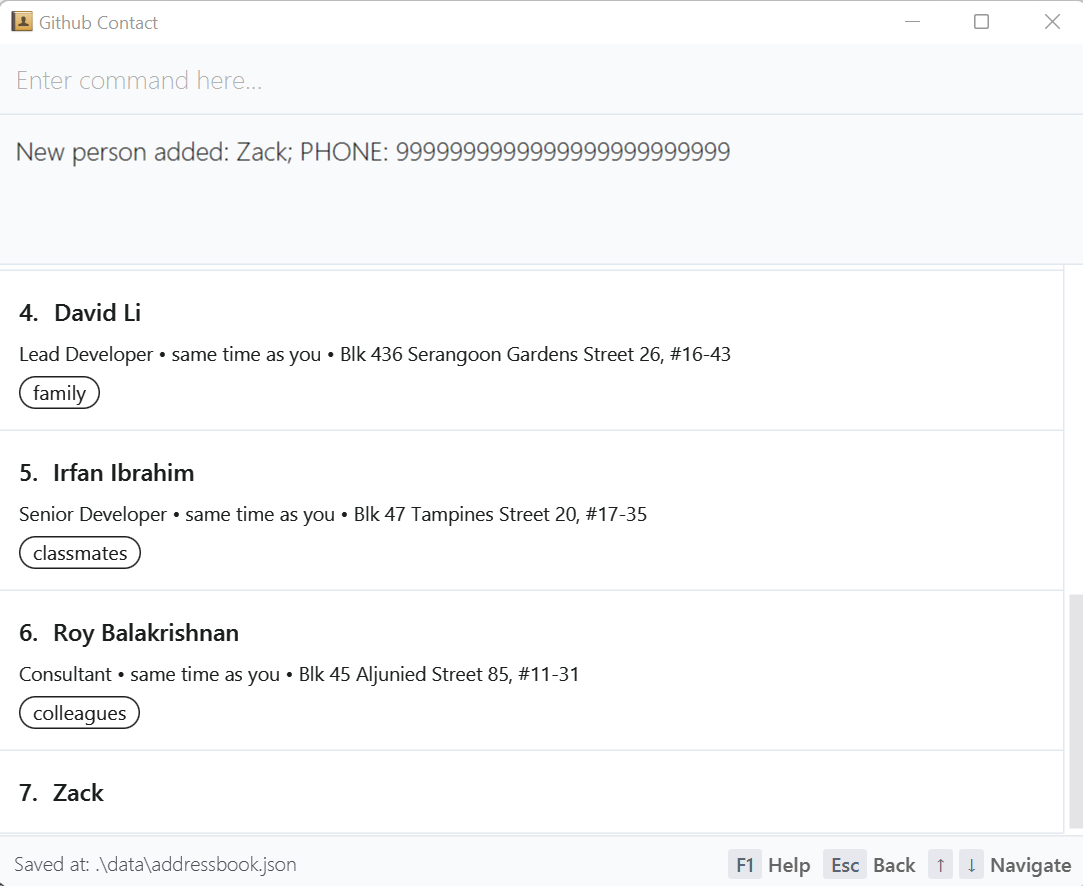 Github Contact
Enter command here...
New person added: Zack; PHONE: 9999999999999999999999999
4. David Li
Lead Developer • same time as you • Blk 436 Serangoon Gardens Street 26, #16-43
family
5. Irfan Ibrahim
Senior Developer • same time as you • Blk 47 Tampines Street 20, #17-35
classmates
6. Roy Balakrishnan
Consultant • same time as you • Blk 45 Aljunied Street 85, #11-31
colleagues
7. Zack
Saved at: .\data\addressbook.json F1 Help Esc Back ↑ ↓ Navigate